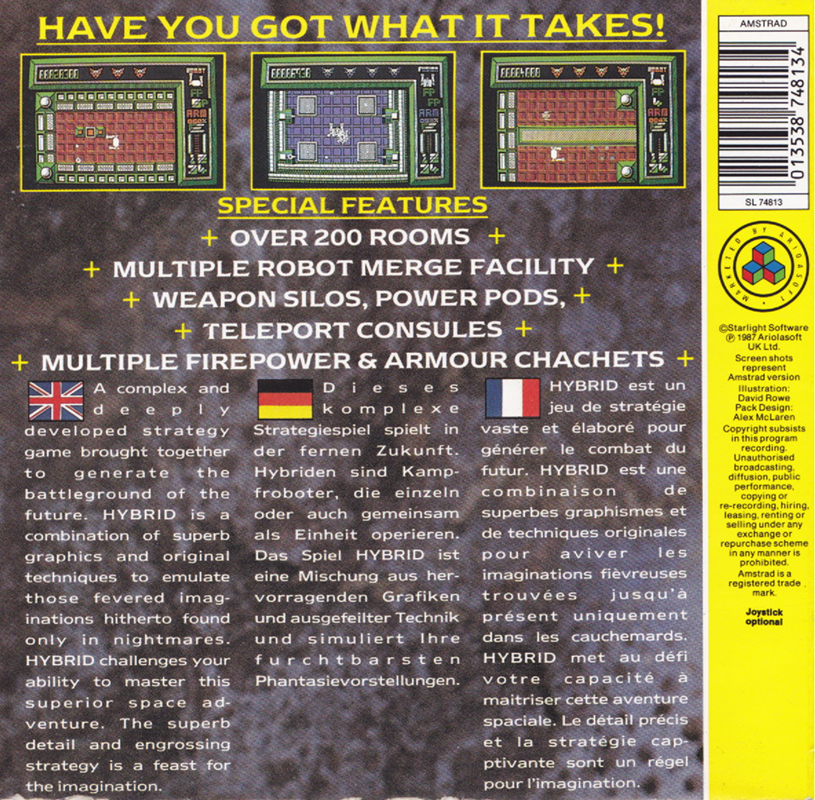 HAVE YOU GOT WHAT IT TAKES!
SPECIAL FEATURES
+ OVER 200 ROOMS +
+ MULTIPLE ROBOT MERGE FACILITY +
+ WEAPON SILOS, POWER PODS, +
+ TELEPORT CONSULES +
+ MULTIPLE FIREPOWER & ARMOUR CHACHETS +
A complex and
deeply
developed strategy
game brought together
to generate the
battleground of the
future. HYBRID is a
combination of superb
graphics and original
techniques to emulate
those fevered imag-
inations hitherto found
only in nightmares.
HYBRID challenges your
ability to master this
superior space ad-
venture. The superb
detail and engrossing
strategy is a feast for
the imagination.
Dieses
komplexe
Strategiespiel spielt in
der fernen Zukunft.
Hybriden sind Kamp-
froboter, die einzeln
oder auch gemeinsam
als Einheit operieren.
Das Spiel HYBRID ist
eine Mischung aus her-
vorragenden Grafiken
und ausgefeilter Technik
und simuliert Ihre
furchtbarsten
Phantasievorstellungen.
HYBRID est un
jeu de stratégie
vaste et élaboré pour
générer le combat du
futur. HYBRID est une
combinaison de
superbes graphismes et
de techniques originales
pour aviver les
imaginations fièvreuses
trouvées jusqu'à
présent uniquement
dans les cauchemards.
HYBRID met au défi
votre capacité à
maitriser cette aventure
spaciale. Le détail précis
et la stratégie cap-
ptivante sont un régel
pour l'imagination.
AMSTRAD
013538 748134
SL 74813
MARKETED BY ARIOLASOFT
©Starlight Software
℗ 1987 Ariolasoft
UK Ltd.
Screen shots
represent
Amstrad version
Illustration:
David Rowe
Pack Design:
Alex McLaren
Copyright subsists
in this program
recording.
Unauthorised
broadcasting,
diffusion, public
performance,
copying or
re-recording, hiring,
leasing, renting or
selling under any
exchange or
repurchase scheme
in any manner is
prohibited.
Amstrad is a
registered trade
mark.
Joystick
optional